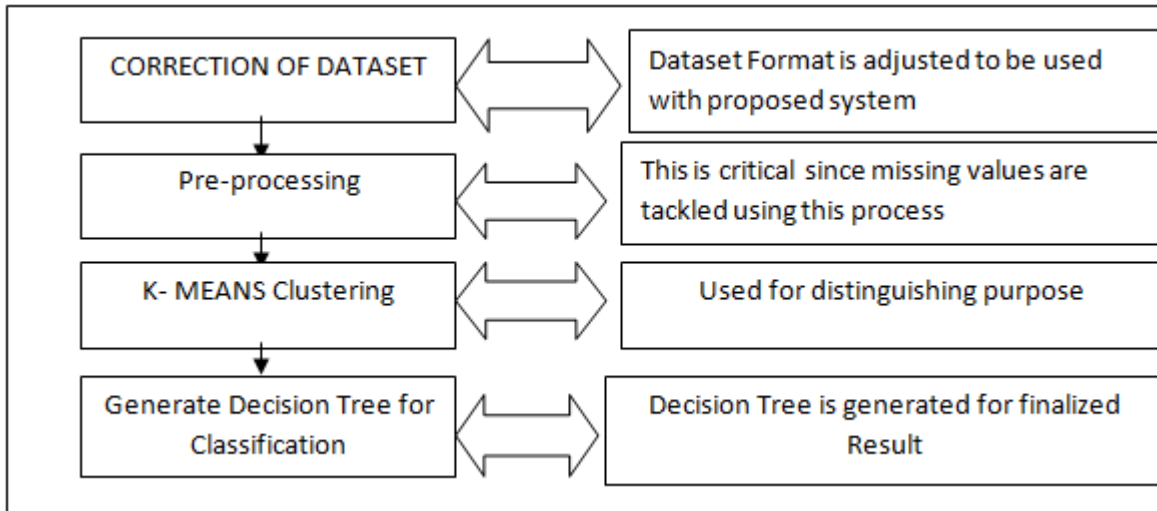 CORRECTION OF DATASET
Dataset Format is adjusted to be used
with proposed system
Pre-processing
This is critical since missing values are
tackled using this process
K- MEANS Clustering
Used for distinguishing purpose
Generate Decision Tree for
Classification
Decision Tree is generated for finalized
Result